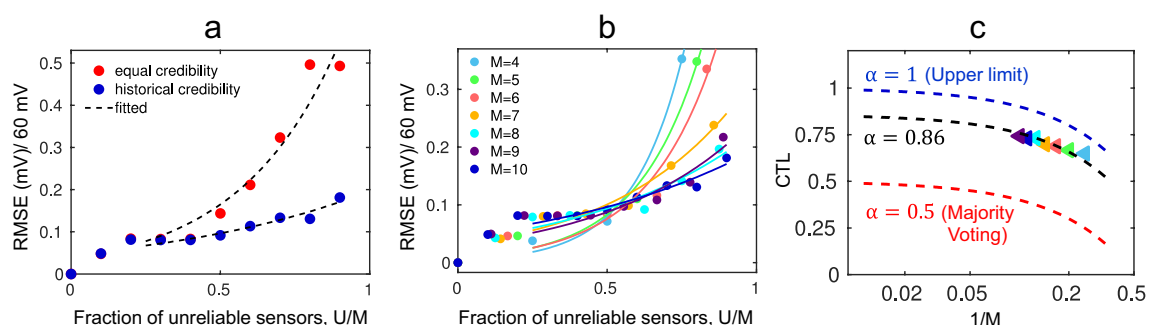 a
RMSE (mV)/ 60 mV
0.5
0.4
0.3
0.2
0.1
0
equal credibility
historical credibility
fitted
0 0.5 1
Fraction of unreliable sensors, U/M
b
RMSE (mV)/ 60 mV
0.3
0.2
0.1
0
M=4
M=5
M=6
M=7
M=8
M=9
M=10
0 0.5 1
Fraction of unreliable sensors, U/M
c
CTL
1
0.75
0.5
0.25
0
α = 1 (Upper limit)
α = 0.86
α = 0.5 (Majority
Voting)
0.02 0.05 0.2 0.5
1/M